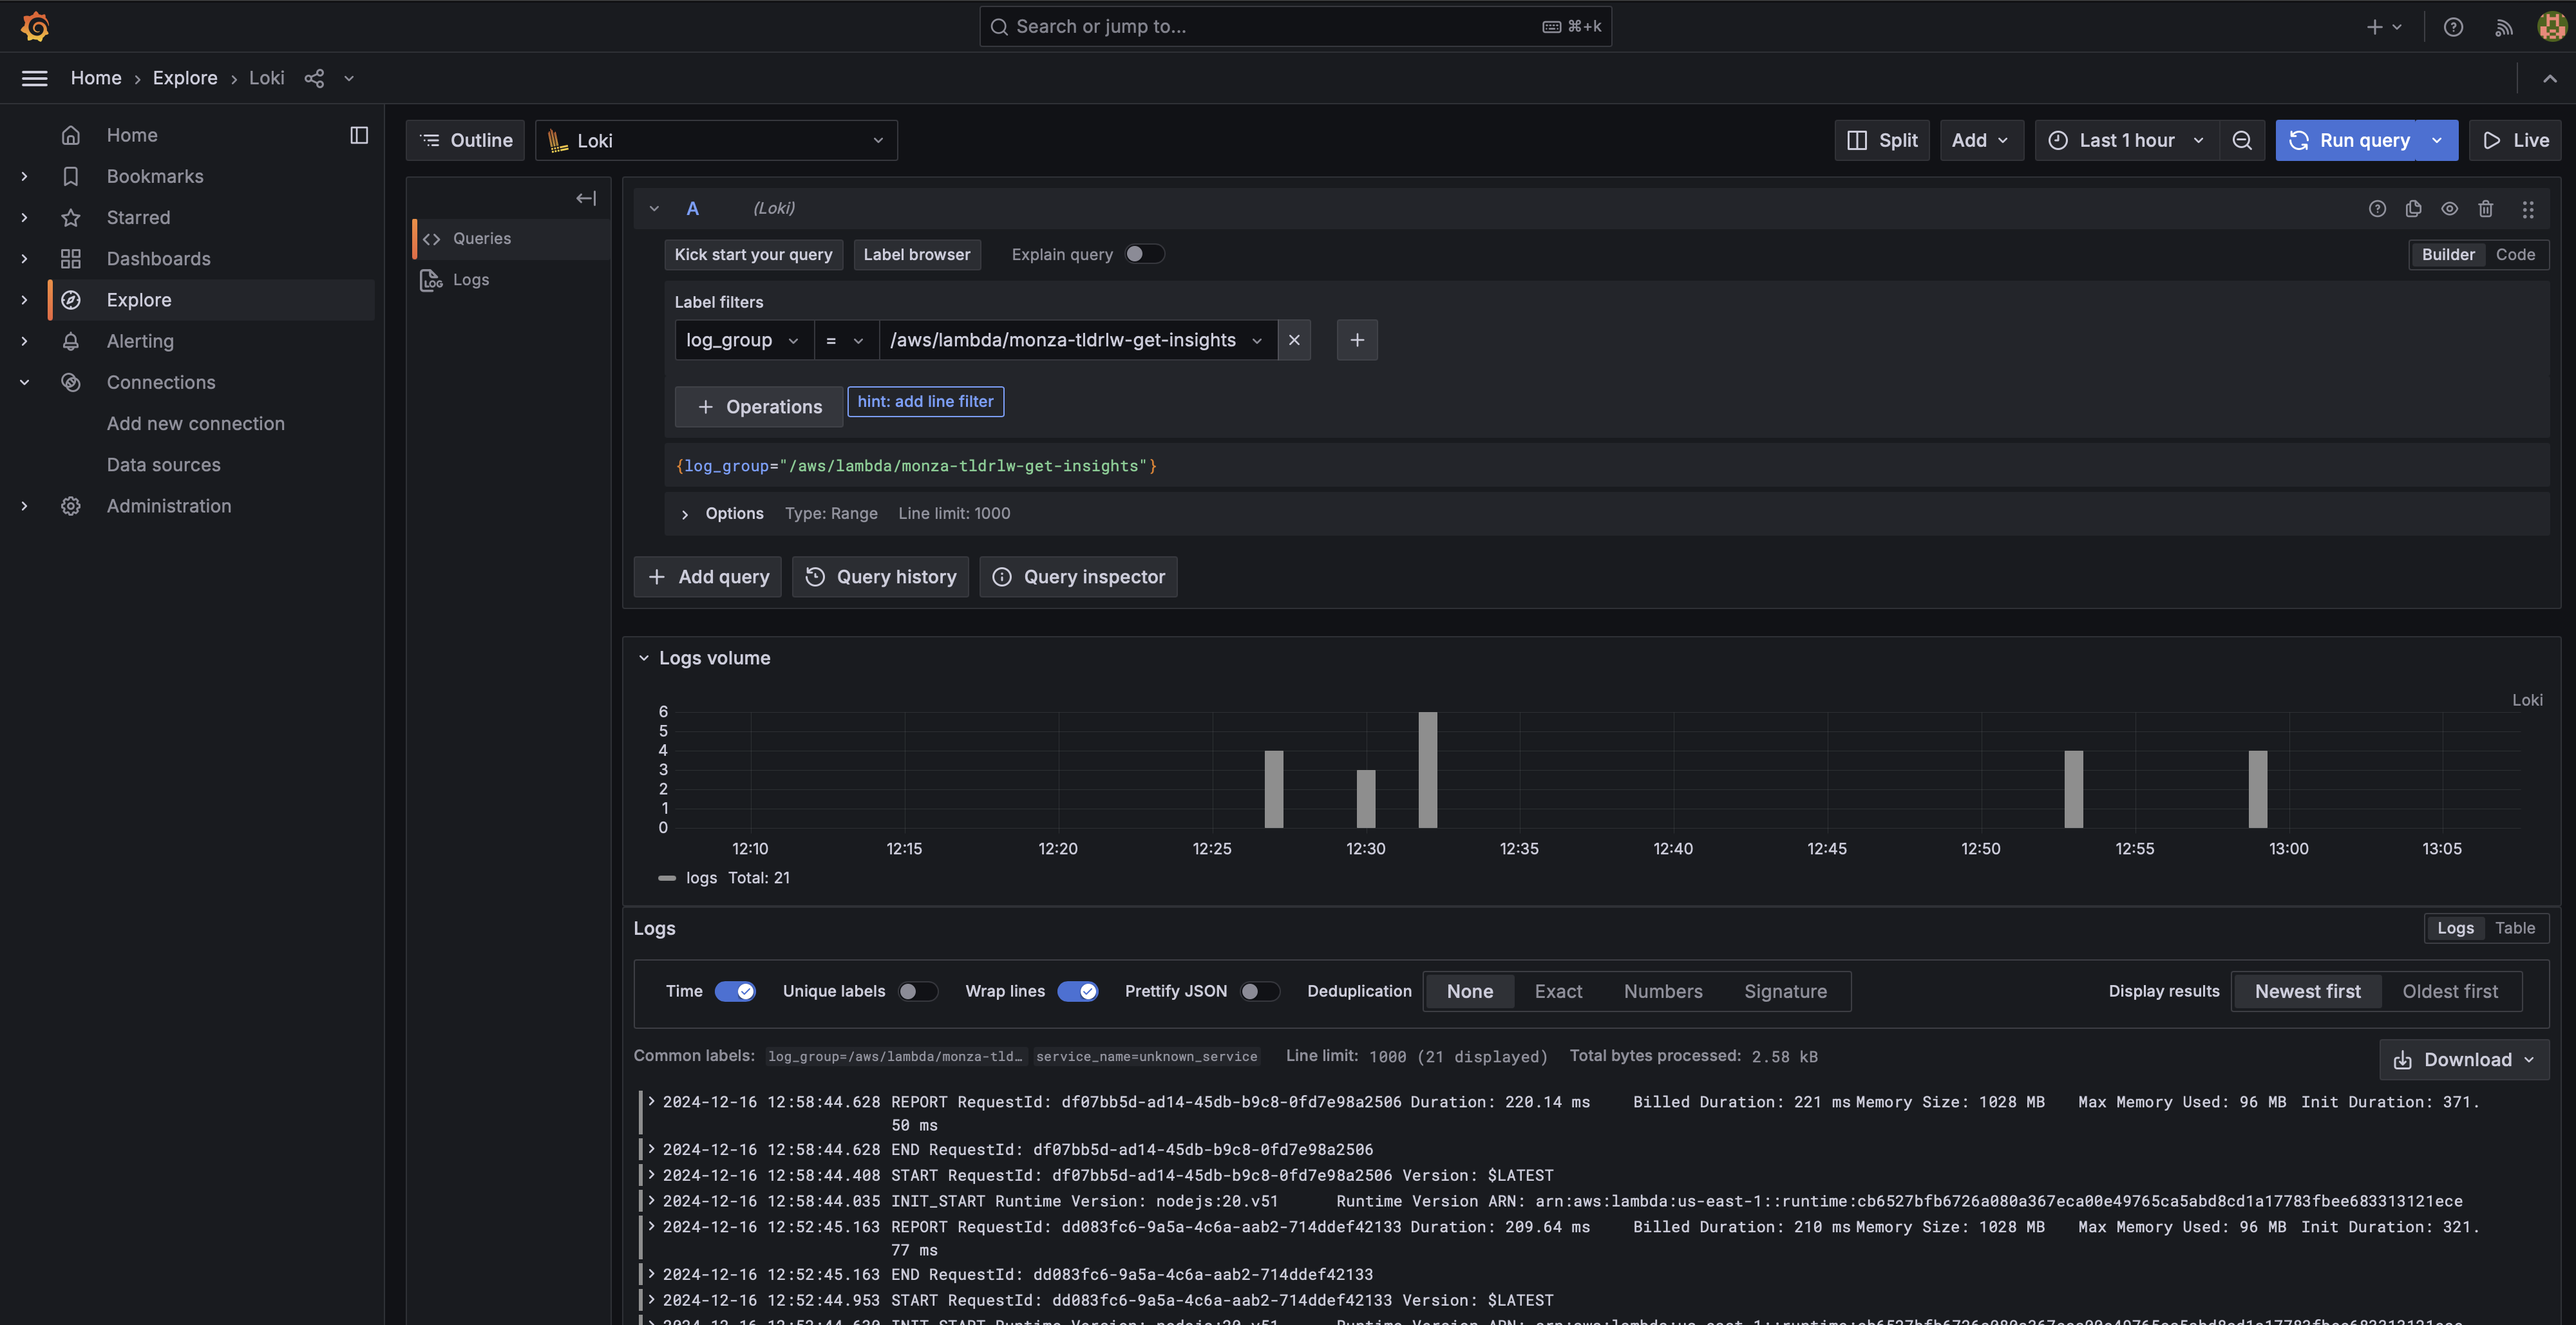 Search or jump to...
⌘+k
Home › Explore › Loki
Home
Bookmarks
Starred
Dashboards
Explore
Alerting
Connections
Add new connection
Data sources
Administration
Outline
Loki
Split
Add
Last 1 hour
Run query
Live
Queries
Logs
A (Loki)
Kick start your query
Label browser
Explain query
Builder
Code
Label filters
log_group
=
/aws/lambda/monza-tldrlw-get-insights
Operations
hint: add line filter
{log_group="/aws/lambda/monza-tldrlw-get-insights"}
Options Type: Range Line limit: 1000
Add query
Query history
Query inspector
Logs volume
Loki
6
5
4
3
2
1
0
12:10 12:15 12:20 12:25 12:30 12:35 12:40 12:45 12:50 12:55 13:00 13:05
logs Total: 21
Logs
Logs
Table
Time
Unique labels
Wrap lines
Prettify JSON
Deduplication
None
Exact
Numbers
Signature
Display results
Newest first
Oldest first
Common labels: log_group=/aws/lambda/monza-tld… service_name=unknown_service Line limit: 1000 (21 displayed) Total bytes processed: 2.58 kB
Download
2024-12-16 12:58:44.628 REPORT RequestId: df07bb5d-ad14-45db-b9c8-0fd7e98a2506 Duration: 220.14 ms Billed Duration: 221 ms Memory Size: 1028 MB Max Memory Used: 96 MB Init Duration: 371.
50 ms
2024-12-16 12:58:44.628 END RequestId: df07bb5d-ad14-45db-b9c8-0fd7e98a2506
2024-12-16 12:58:44.408 START RequestId: df07bb5d-ad14-45db-b9c8-0fd7e98a2506 Version: $LATEST
2024-12-16 12:58:44.035 INIT_START Runtime Version: nodejs:20.v51 Runtime Version ARN: arn:aws:lambda:us-east-1::runtime:cb6527bfb6726a080a367eca00e49765ca5abd8cd1a17783fbee683313121ece
2024-12-16 12:52:45.163 REPORT RequestId: dd083fc6-9a5a-4c6a-aab2-714ddef42133 Duration: 209.64 ms Billed Duration: 210 ms Memory Size: 1028 MB Max Memory Used: 96 MB Init Duration: 321.
77 ms
2024-12-16 12:52:45.163 END RequestId: dd083fc6-9a5a-4c6a-aab2-714ddef42133
2024-12-16 12:52:44.953 START RequestId: dd083fc6-9a5a-4c6a-aab2-714ddef42133 Version: $LATEST